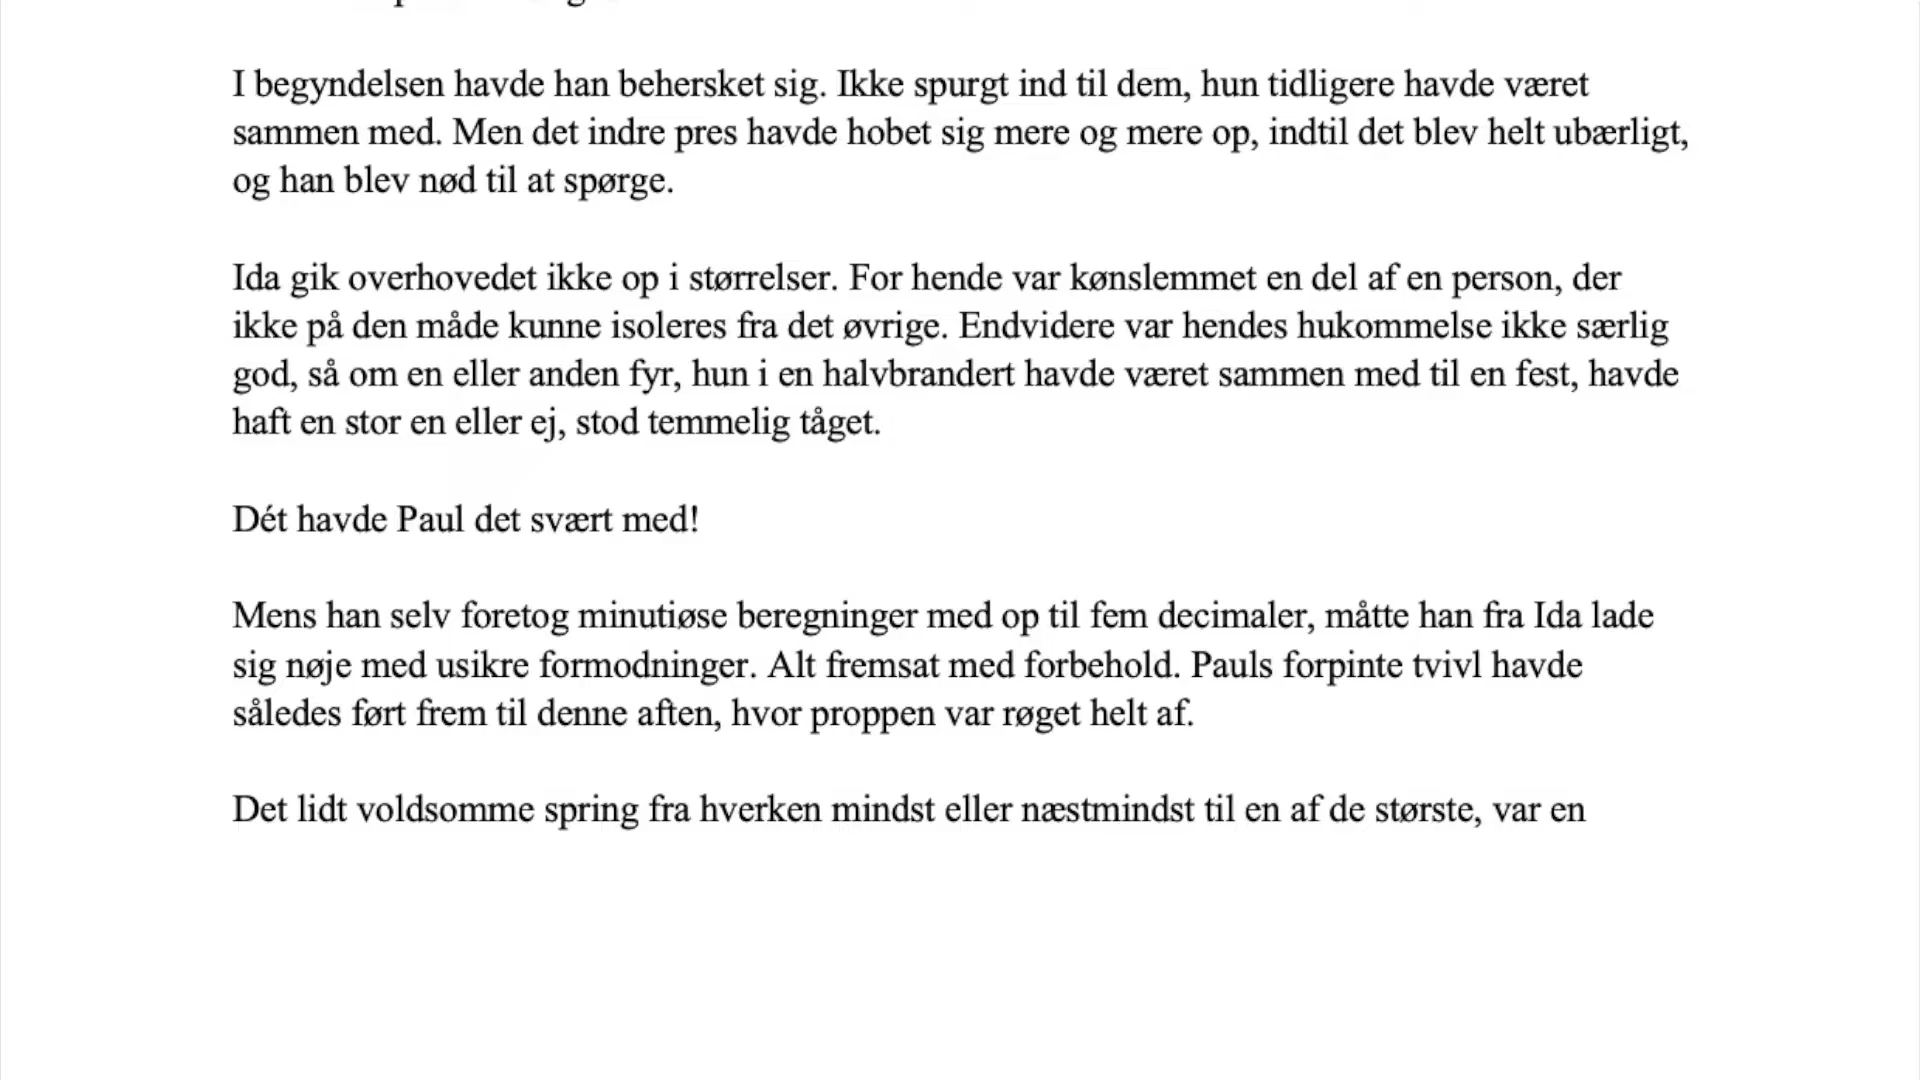 I begyndelsen havde han behersket sig. Ikke spurgt ind til dem, hun tidligere havde været
sammen med. Men det indre pres havde hobet sig mere og mere op, indtil det blev helt ubærligt,
og han blev nød til at spørge.
Ida gik overhovedet ikke op i størrelser. For hende var kønslemmet en del af en person, der
ikke på den måde kunne isoleres fra det øvrige. Endvidere var hendes hukommelse ikke særlig
god, så om en eller anden fyr, hun i en halvbrandert havde været sammen med til en fest, havde
haft en stor en eller ej, stod temmelig tåget.
Dét havde Paul det svært med!
Mens han selv foretog minutiøse beregninger med op til fem decimaler, måtte han fra Ida lade
sig nøje med usikre formodninger. Alt fremsat med forbehold. Pauls forpinte tvivl havde
således ført frem til denne aften, hvor proppen var røget helt af.
Det lidt voldsomme spring fra hverken mindst eller næstmindst til en af de største, var en